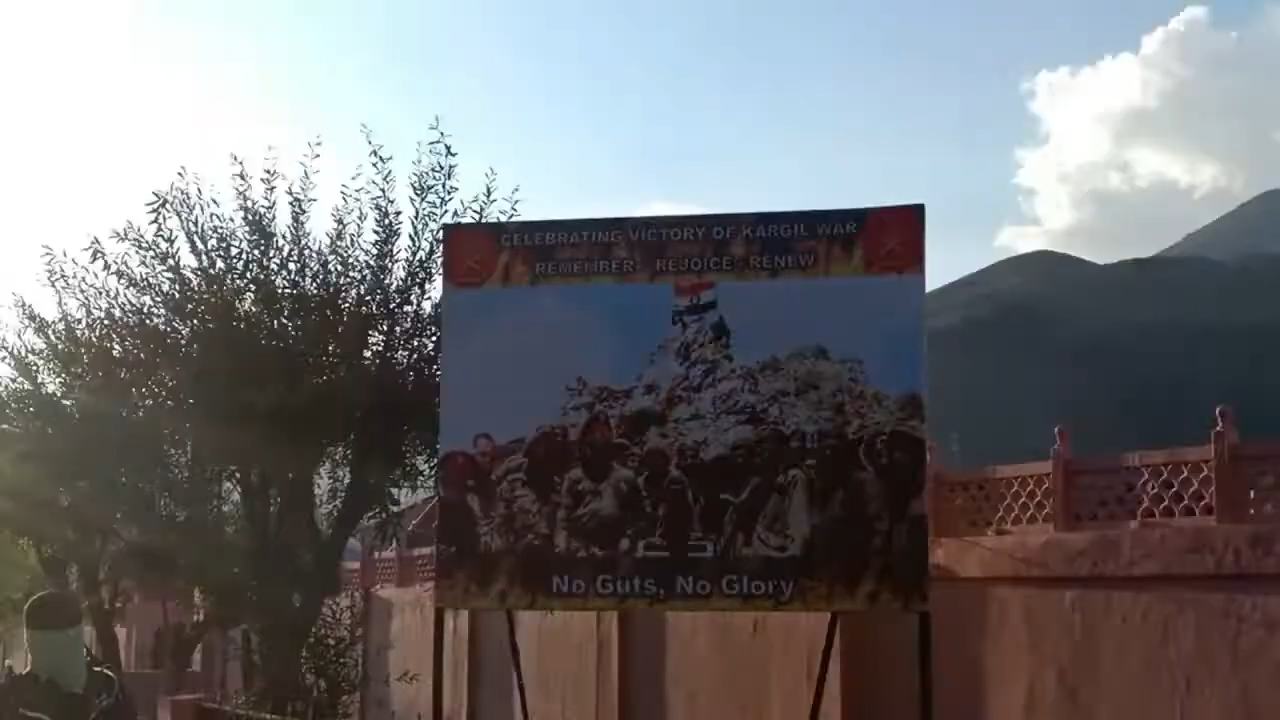 CELEBRATING VICTORY OF KARGIL WAR
REMEMBER REJOICE RENEW
No Guts, No Glory